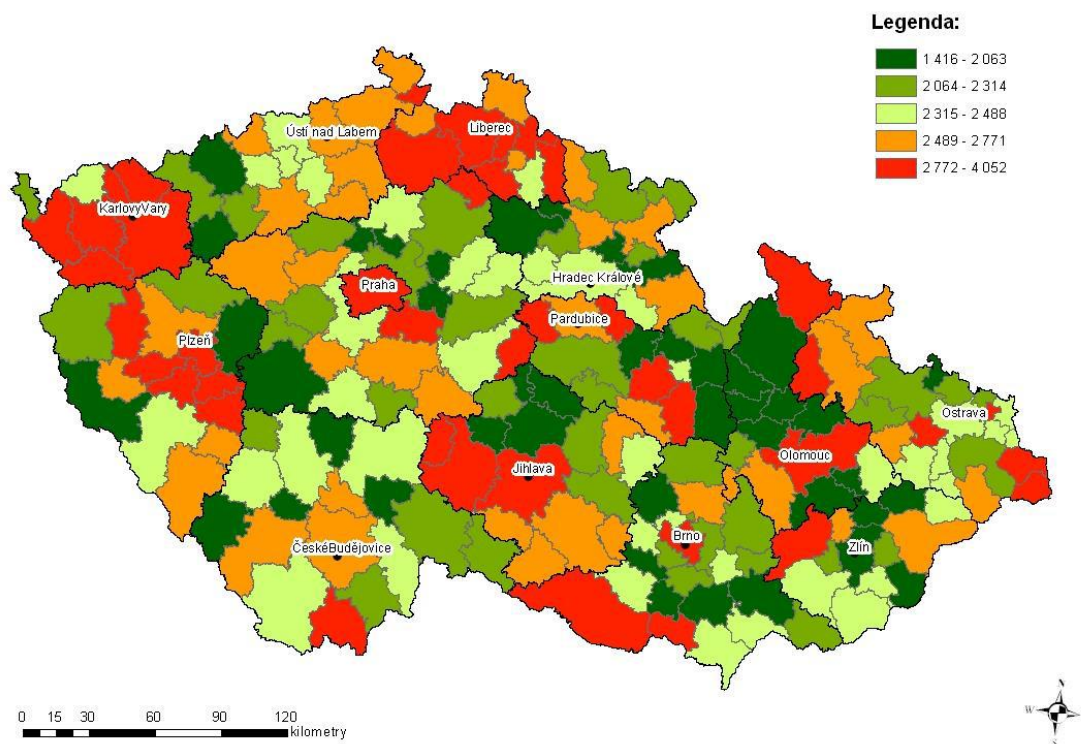 Legenda:
1 416 - 2 063
2 064 - 2 314
2 315 - 2 488
2 489 - 2 771
2 772 - 4 052
Liberec
Ústí nad Labem
KarlovyVary
Hradec Králové
Praha
Pardubice
Plzeň
Ostrava
Olomouc
Jihlava
Brno
Zlín
ČeskéBudějovice
0 15 30 60 90 120
kilometry
N
W E
S